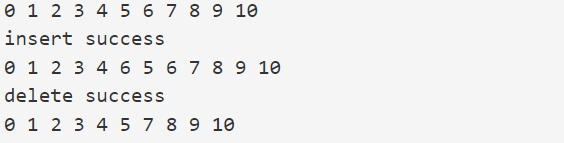 0 1 2 3 4 5 6 7 8 9 10
insert success
0 1 2 3 4 6 5 6 7 8 9 10
delete success
0 1 2 3 4 5 7 8 9 10